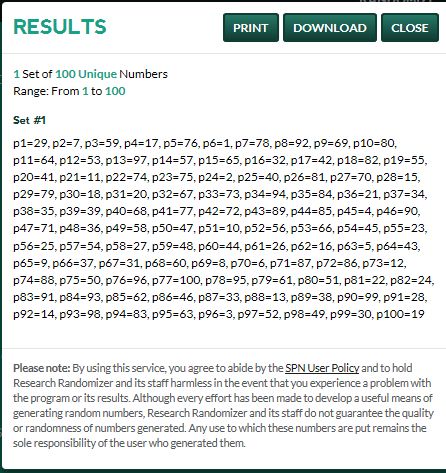 RESULTS
PRINT DOWNLOAD CLOSE
1 Set of 100 Unique Numbers
Range: From 1 to 100
Set #1
p1=29, p2=7, p3=59, p4=17, p5=76, p6=1, p7=78, p8=92, p9=69, p10=80,
p11=64, p12=53, p13=97, p14=57, p15=65, p16=32, p17=42, p18=82, p19=55,
p20=41, p21=11, p22=74, p23=75, p24=2, p25=40, p26=81, p27=70, p28=15,
p29=79, p30=18, p31=20, p32=67, p33=73, p34=94, p35=84, p36=21, p37=34,
p38=35, p39=39, p40=68, p41=77, p42=72, p43=89, p44=85, p45=4, p46=90,
p47=71, p48=36, p49=58, p50=47, p51=10, p52=56, p53=66, p54=45, p55=23,
p56=25, p57=54, p58=27, p59=48, p60=44, p61=26, p62=16, p63=5, p64=43,
p65=9, p66=37, p67=31, p68=60, p69=8, p70=6, p71=87, p72=86, p73=12,
p74=88, p75=50, p76=96, p77=100, p78=95, p79=61, p80=51, p81=22, p82=24,
p83=91, p84=93, p85=62, p86=46, p87=33, p88=13, p89=38, p90=99, p91=28,
p92=14, p93=98, p94=83, p95=63, p96=3, p97=52, p98=49, p99=30, p100=19
Please note: By using this service, you agree to abide by the SPN User Policy and to hold
Research Randomizer and its staff harmless in the event that you experience a problem with
the program or its results. Although every effort has been made to develop a useful means of
generating random numbers, Research Randomizer and its staff do not guarantee the quality
or randomness of numbers generated. Any use to which these numbers are put remains the
sole responsibility of the user who generated them.